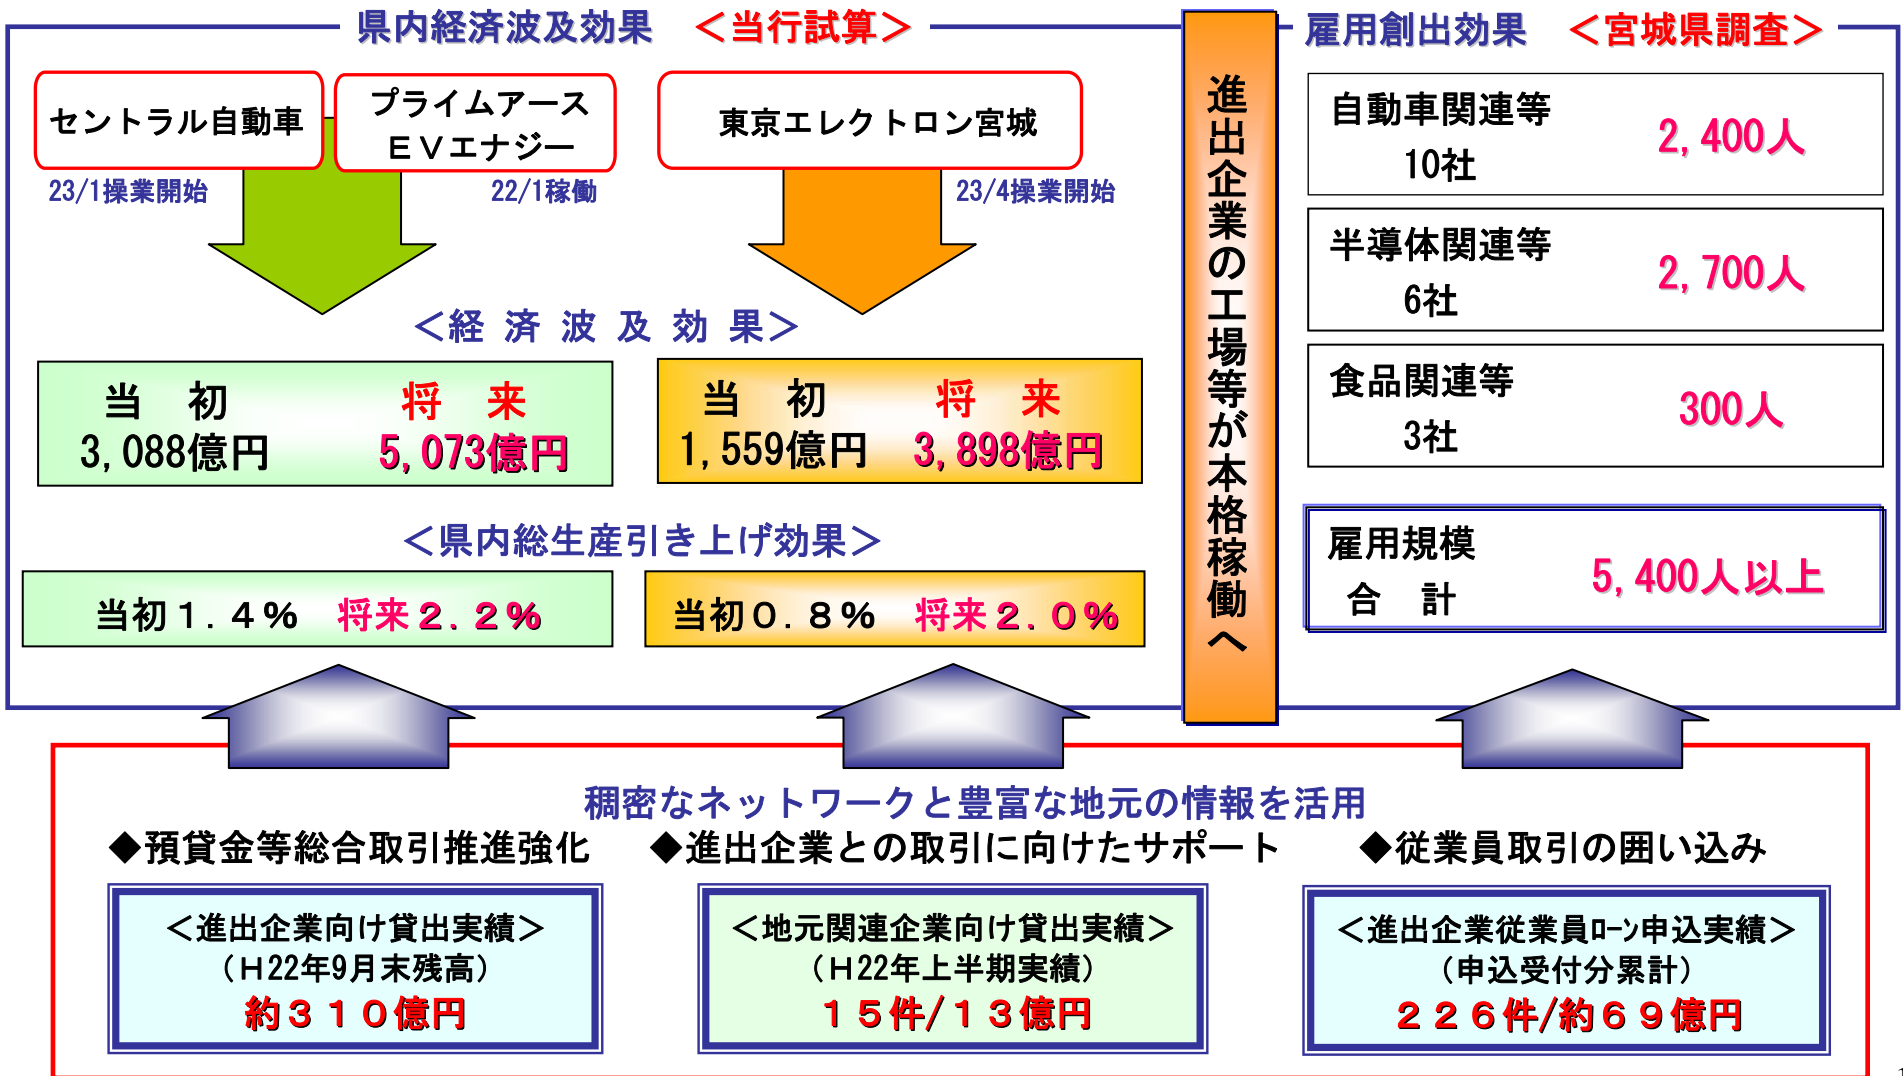 県内経済波及効果　＜当行試算＞
セントラル自動車
プライムアース
ＥＶエナジー
東京エレクトロン宮城
23/1操業開始
22/1稼働
23/4操業開始
＜経 済 波 及 効 果＞
当　初　　将　来
3,088億円　5,073億円
当　初　　将　来
1,559億円　3,898億円
＜県内総生産引き上げ効果＞
当初１．４％　将来２．２％
当初０．８％　将来２．０％
進出企業の工場等が本格稼働へ
雇用創出効果　＜宮城県調査＞
自動車関連等
10社
2,400人
半導体関連等
6社
2,700人
食品関連等
3社
300人
雇用規模
合　計
5,400人以上
稠密なネットワークと豊富な地元の情報を活用
◆預貸金等総合取引推進強化
◆進出企業との取引に向けたサポート
◆従業員取引の囲い込み
＜進出企業向け貸出実績＞
（Ｈ22年9月末残高）
約３１０億円
＜地元関連企業向け貸出実績＞
（Ｈ22年上半期実績）
１５件/１３億円
＜進出企業従業員ﾛｰﾝ申込実績＞
（申込受付分累計）
２２６件/約６９億円